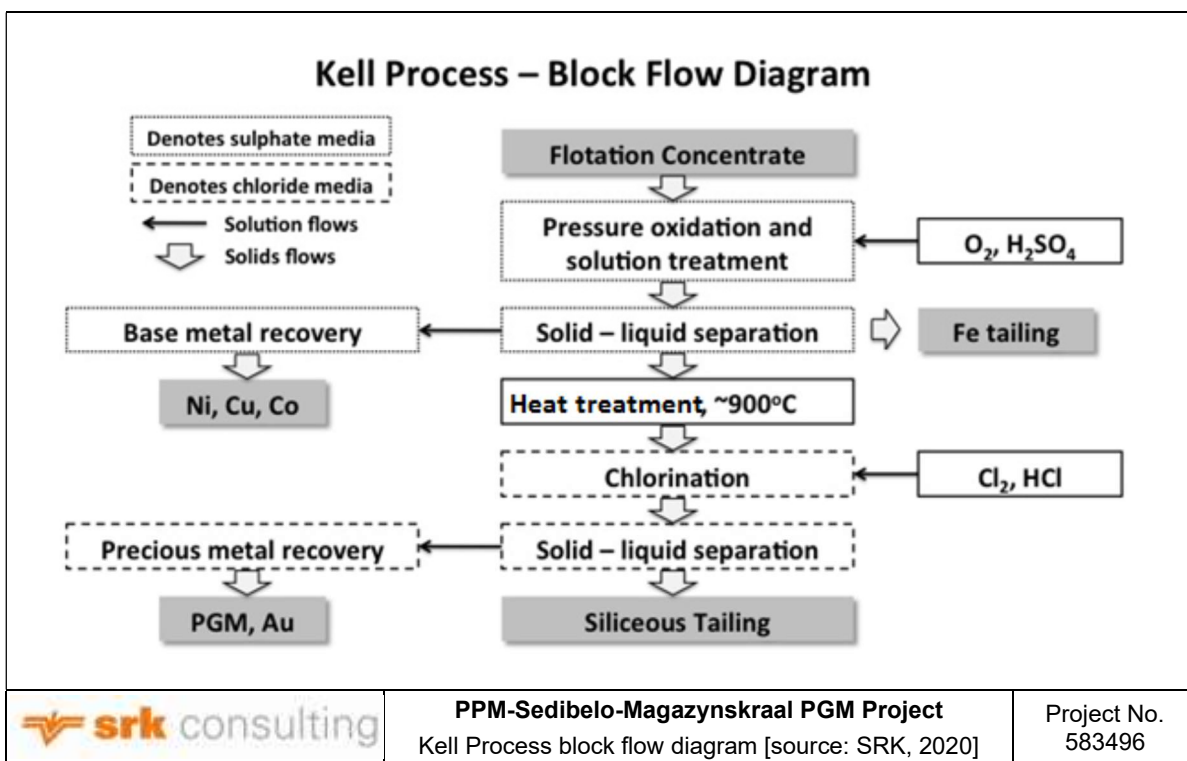 Kell Process – Block Flow Diagram
Denotes sulphate media
Denotes chloride media
Solution flows
Solids flows
Flotation Concentrate
Pressure oxidation and
solution treatment
O₂, H₂SO₄
Base metal recovery
Solid – liquid separation
Fe tailing
Ni, Cu, Co
Heat treatment, ~900°C
Chlorination
Cl₂, HCl
Precious metal recovery
Solid – liquid separation
PGM, Au
Siliceous Tailing
srk consulting
PPM-Sedibelo-Magazynskraal PGM Project
Kell Process block flow diagram [source: SRK, 2020]
Project No.
583496